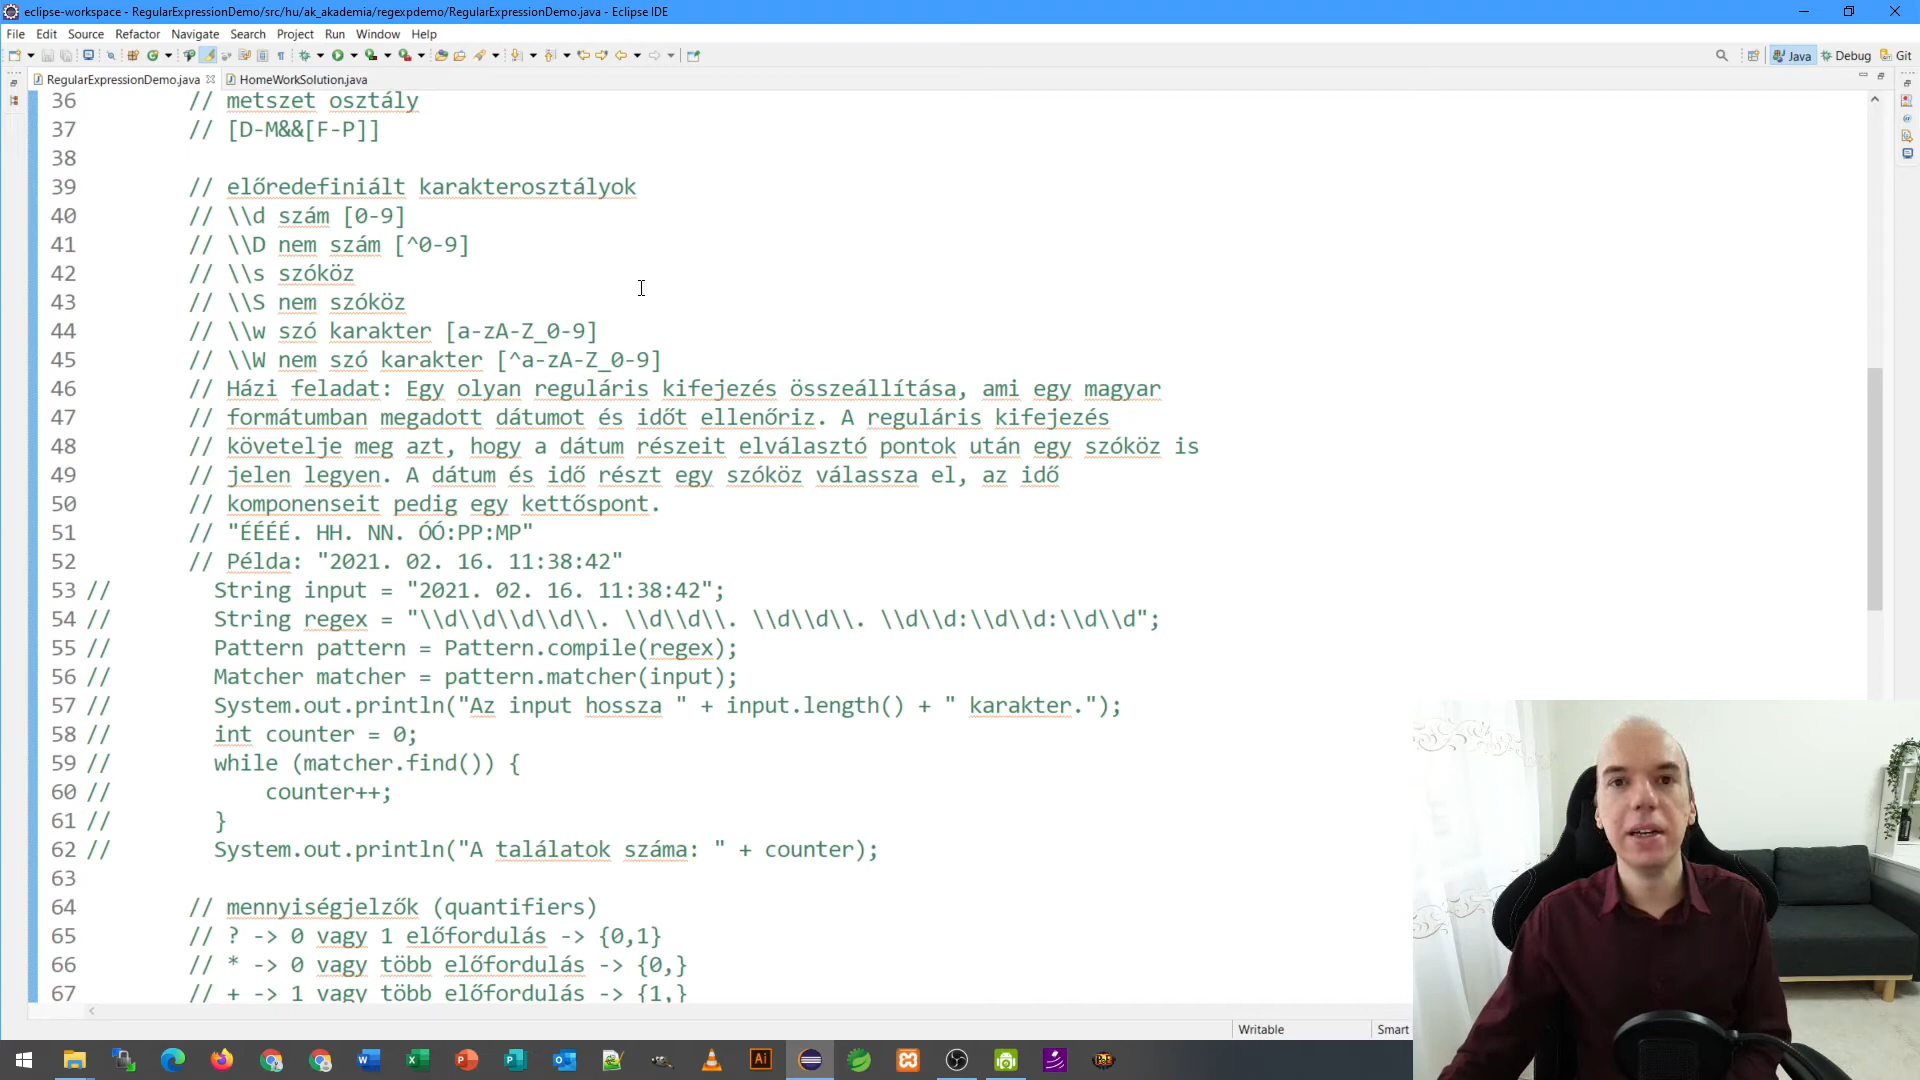 eclipse-workspace - RegularExpressionDemo/src/hu/ak_akademia/regexpdemo/RegularExpressionDemo.java - Eclipse IDE
File Edit Source Refactor Navigate Search Project Run Window Help
Java Debug Git
RegularExpressionDemo.java HomeWorkSolution.java
36 // metszet osztály
37 // [D-M&&[F-P]]
38
39 // előredefiniált karakterosztályok
40 // \\d szám [0-9]
41 // \\D nem szám [^0-9]
42 // \\s szóköz
43 // \\S nem szóköz
44 // \\w szó karakter [a-zA-Z_0-9]
45 // \\W nem szó karakter [^a-zA-Z_0-9]
46 // Házi feladat: Egy olyan reguláris kifejezés összeállítása, ami egy magyar
47 // formátumban megadott dátumot és időt ellenőriz. A reguláris kifejezés
48 // követelje meg azt, hogy a dátum részeit elválasztó pontok után egy szóköz is
49 // jelen legyen. A dátum és idő részt egy szóköz válassza el, az idő
50 // komponenseit pedig egy kettőspont.
51 // "ÉÉÉÉ. HH. NN. ÓÓ:PP:MP"
52 // Példa: "2021. 02. 16. 11:38:42"
53 // String input = "2021. 02. 16. 11:38:42";
54 // String regex = "\\d\\d\\d\\d\\. \\d\\d\\. \\d\\d\\. \\d\\d:\\d\\d:\\d\\d";
55 // Pattern pattern = Pattern.compile(regex);
56 // Matcher matcher = pattern.matcher(input);
57 // System.out.println("Az input hossza " + input.length() + " karakter.");
58 // int counter = 0;
59 // while (matcher.find()) {
60 // counter++;
61 // }
62 // System.out.println("A találatok száma: " + counter);
63
64 // mennyiségjelzők (quantifiers)
65 // ? -> 0 vagy 1 előfordulás -> {0,1}
66 // * -> 0 vagy több előfordulás -> {0,}
67 // + -> 1 vagy több előfordulás -> {1,}
Writable Smart
Ai